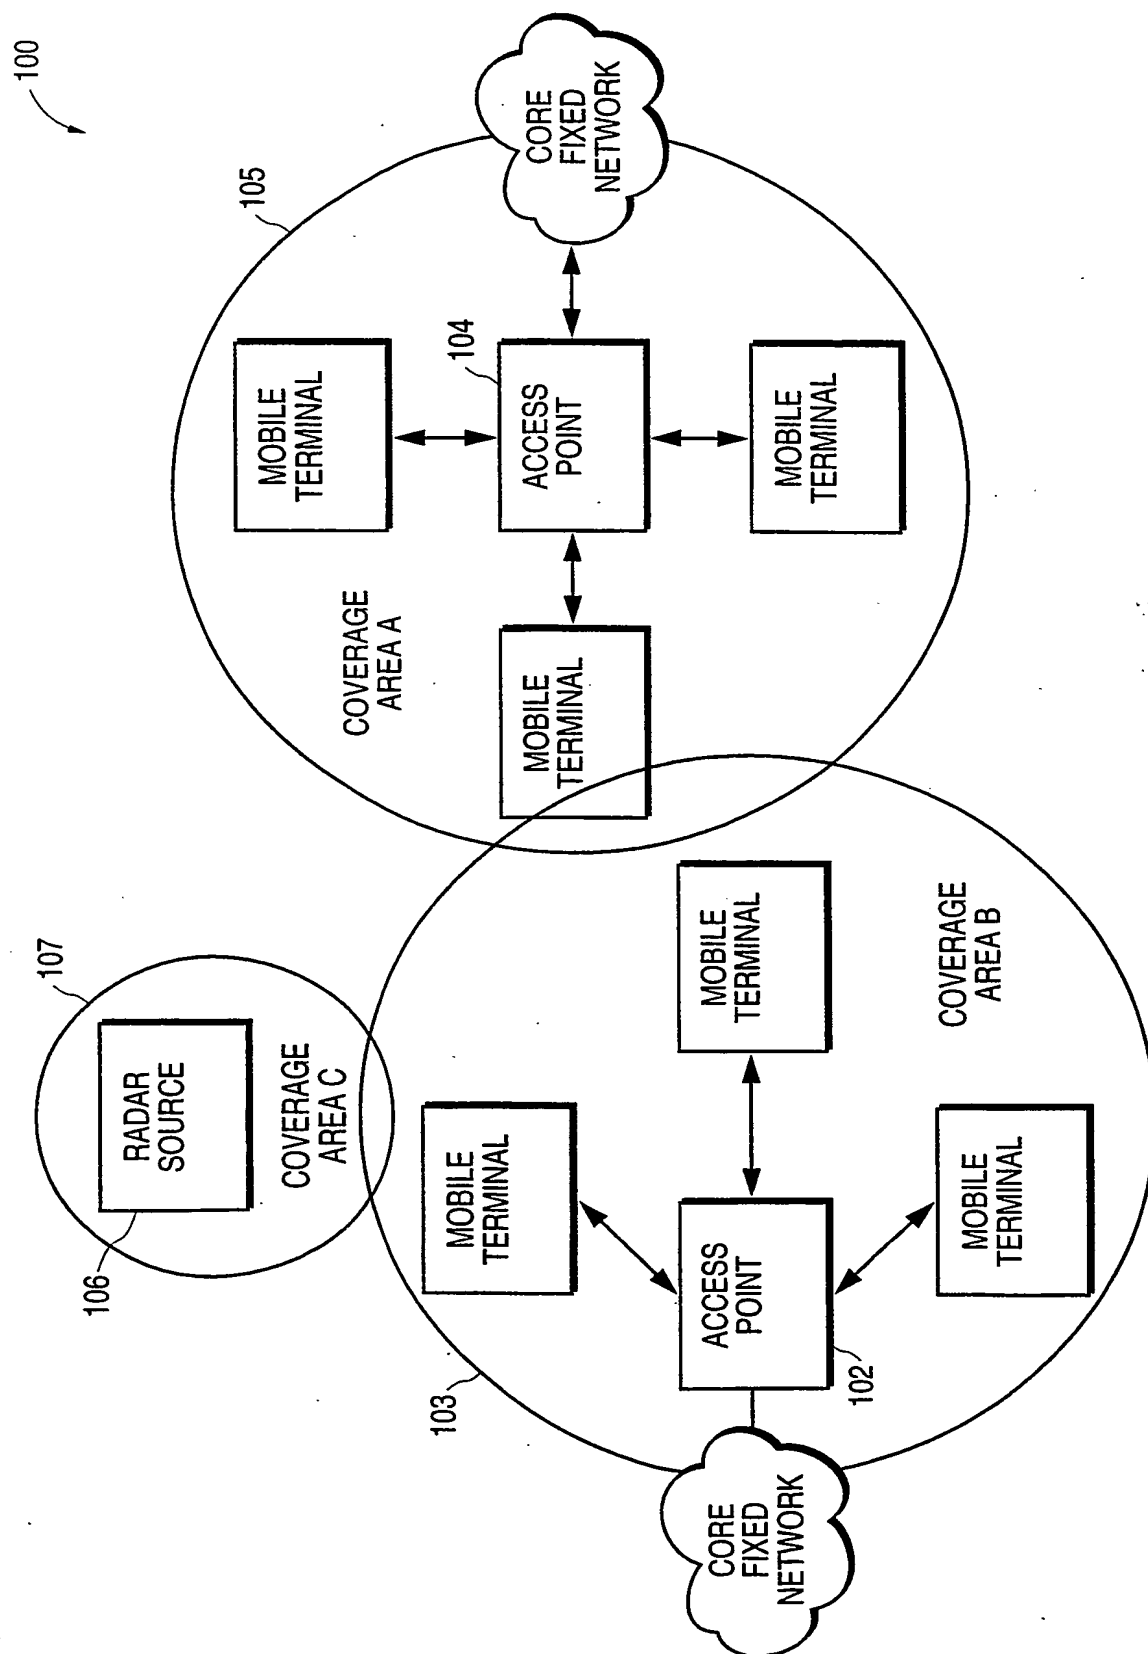 100
105
107
106
103
104
102
CORE
FIXED
NETWORK
MOBILE
TERMINAL
ACCESS
POINT
MOBILE
TERMINAL
COVERAGE
AREA A
MOBILE
TERMINAL
RADAR
SOURCE
COVERAGE
AREA C
MOBILE
TERMINAL
MOBILE
TERMINAL
COVERAGE
AREA B
ACCESS
POINT
MOBILE
TERMINAL
CORE
FIXED
NETWORK